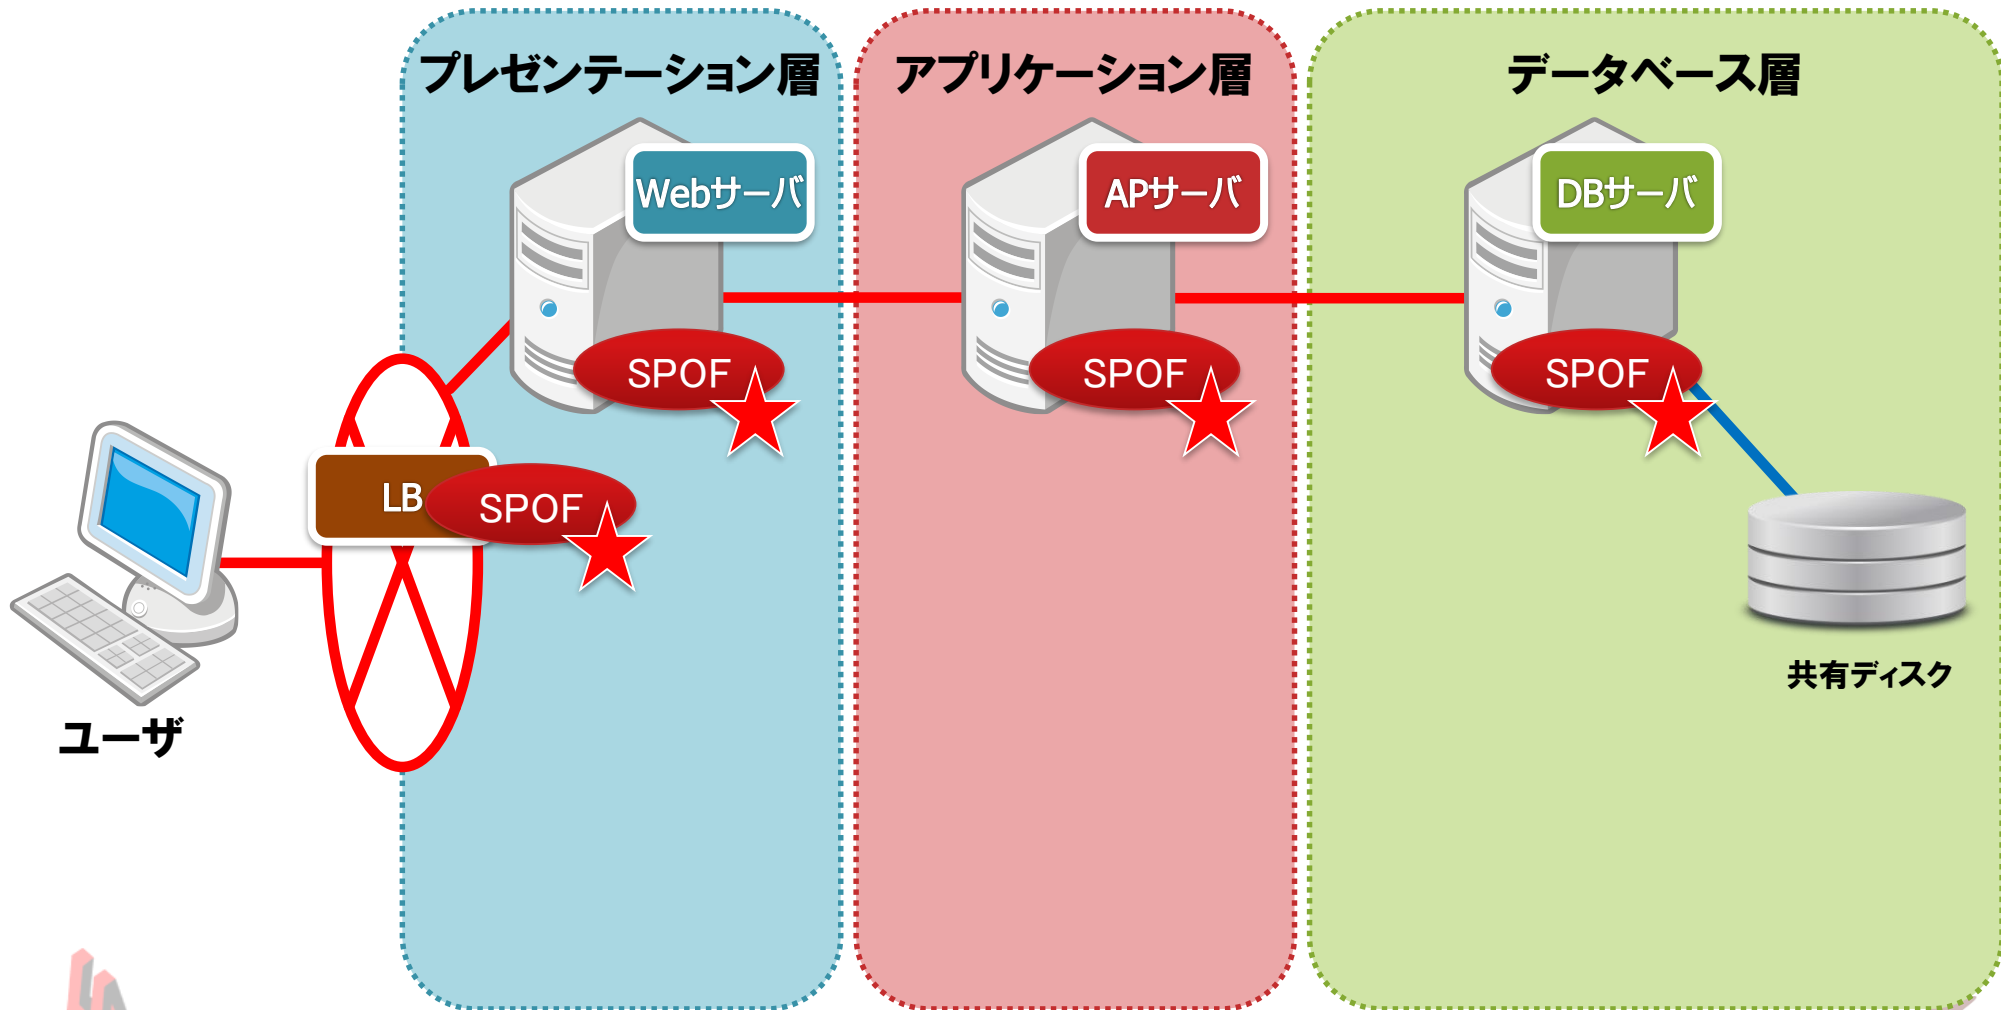 プレゼンテーション層
アプリケーション層
データベース層
Webサーバ
APサーバ
DBサーバ
SPOF
SPOF
SPOF
LB
SPOF
共有ディスク
ユーザ